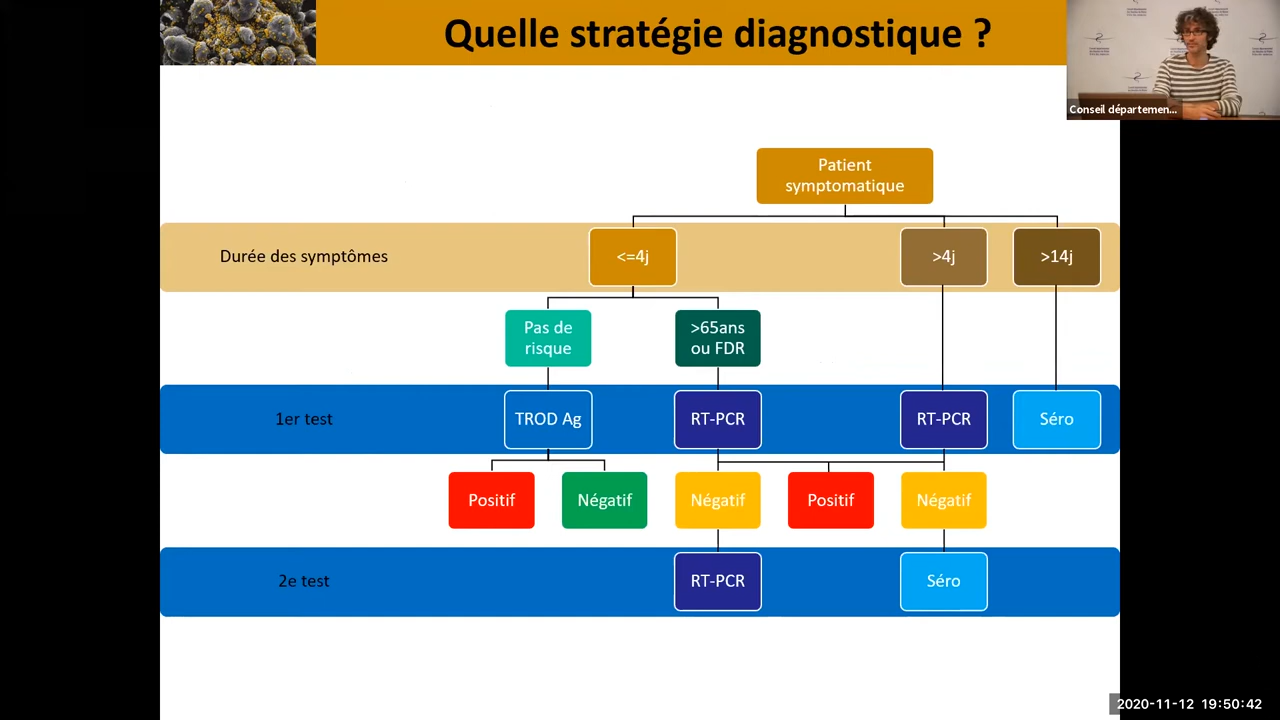 Quelle stratégie diagnostique ?
Conseil départemen...
Patient
symptomatique
Durée des symptômes
<=4j
>4j
>14j
Pas de
risque
>65ans
ou FDR
1er test
TROD Ag
RT-PCR
RT-PCR
Séro
Positif
Négatif
Négatif
Positif
Négatif
2e test
RT-PCR
Séro
2020-11-12 19:50:42